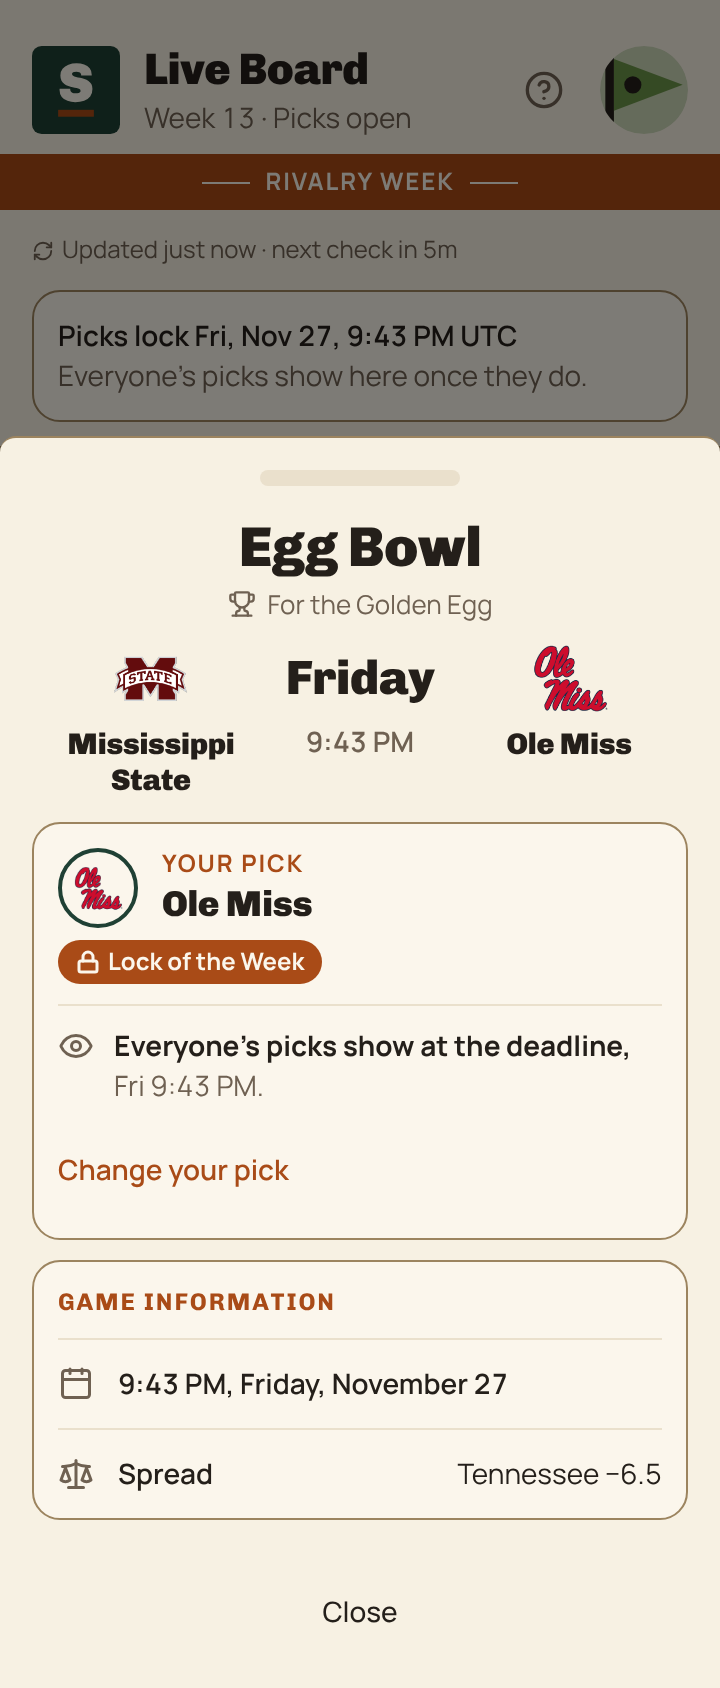 S
Live Board
Week 13 · Picks open
RIVALRY WEEK
Updated just now · next check in 5m
Picks lock Fri, Nov 27, 9:43 PM UTC
Everyone’s picks show here once they do.
Egg Bowl
For the Golden Egg
STATE
Friday
Ole
Miss
Mississippi
State
9:43 PM
Ole Miss
Ole
Miss
YOUR PICK
Ole Miss
Lock of the Week
Everyone’s picks show at the deadline,
Fri 9:43 PM.
Change your pick
GAME INFORMATION
9:43 PM, Friday, November 27
Spread
Tennessee −6.5
Close